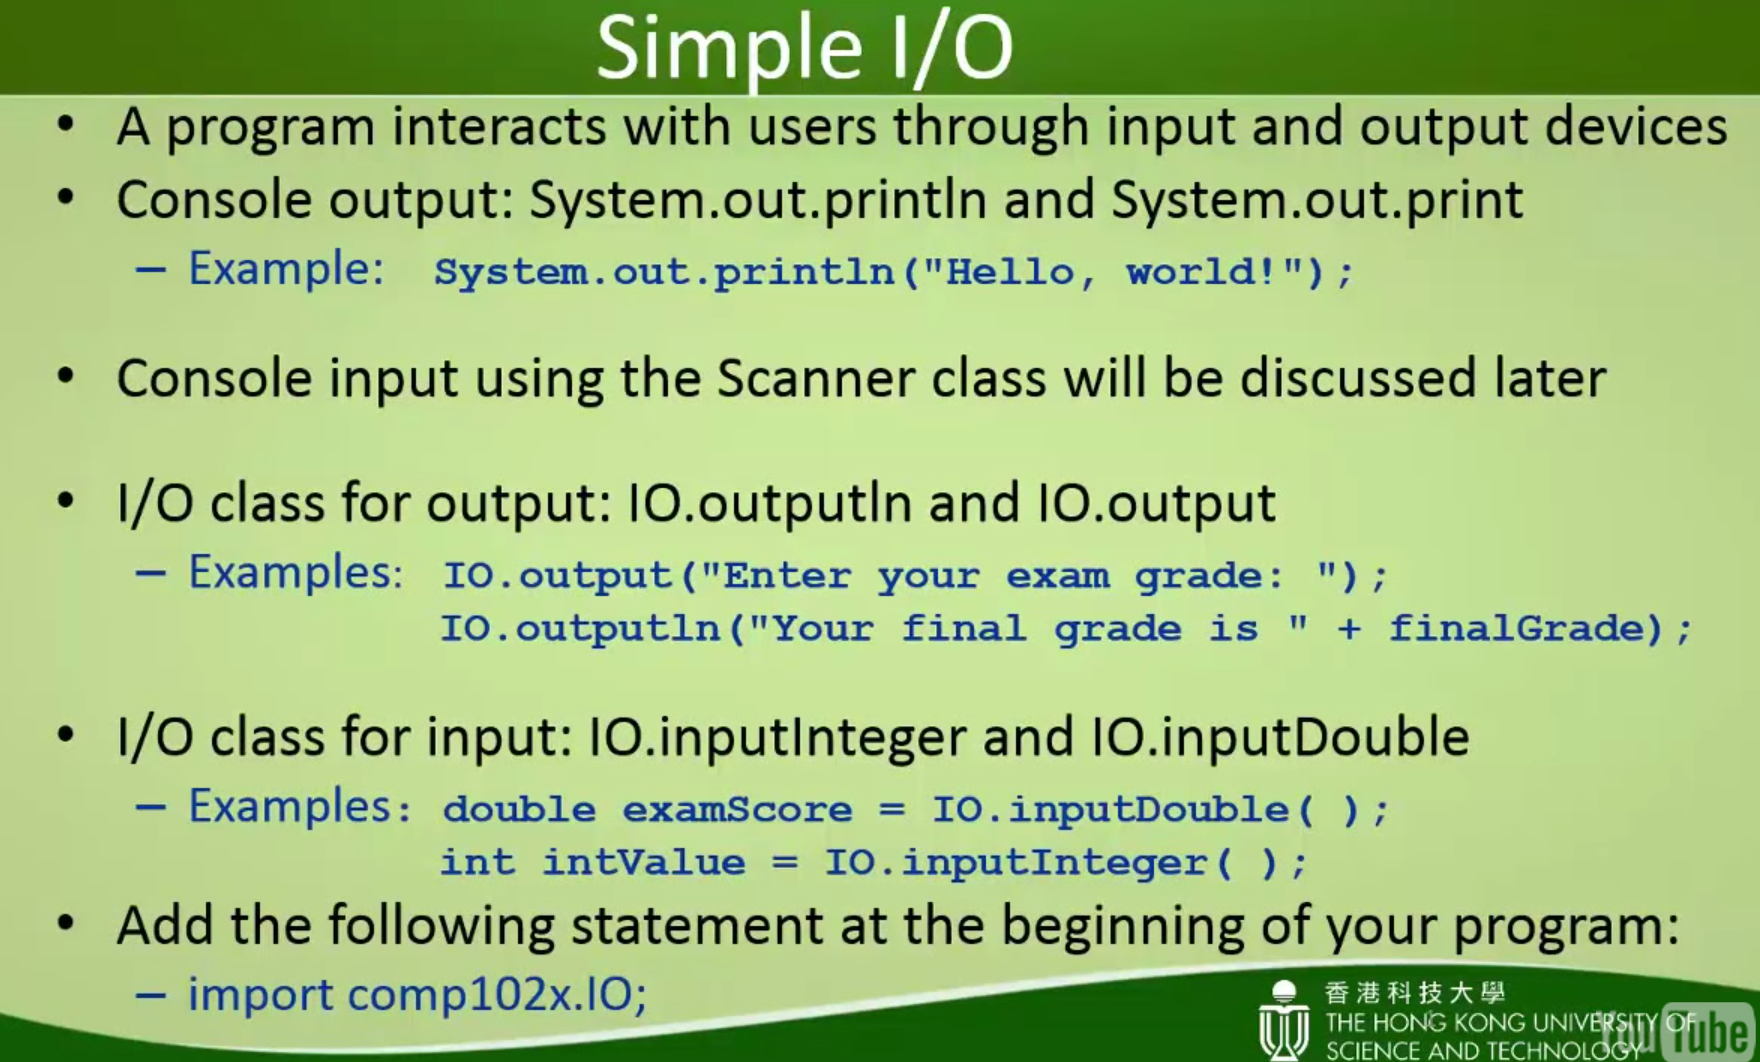 Simple I/O
• A program interacts with users through input and output devices
• Console output: System.out.println and System.out.print
– Example: System.out.println("Hello, world!");
• Console input using the Scanner class will be discussed later
• I/O class for output: IO.outputln and IO.output
– Examples: IO.output("Enter your exam grade: ");
IO.outputln("Your final grade is " + finalGrade);
• I/O class for input: IO.inputInteger and IO.inputDouble
– Examples: double examScore = IO.inputDouble( );
int intValue = IO.inputInteger( );
• Add the following statement at the beginning of your program:
– import comp102x.IO;
香港科技大學
THE HONG KONG UNIVERSITY OF
SCIENCE AND TECHNOLOGY
YouTube